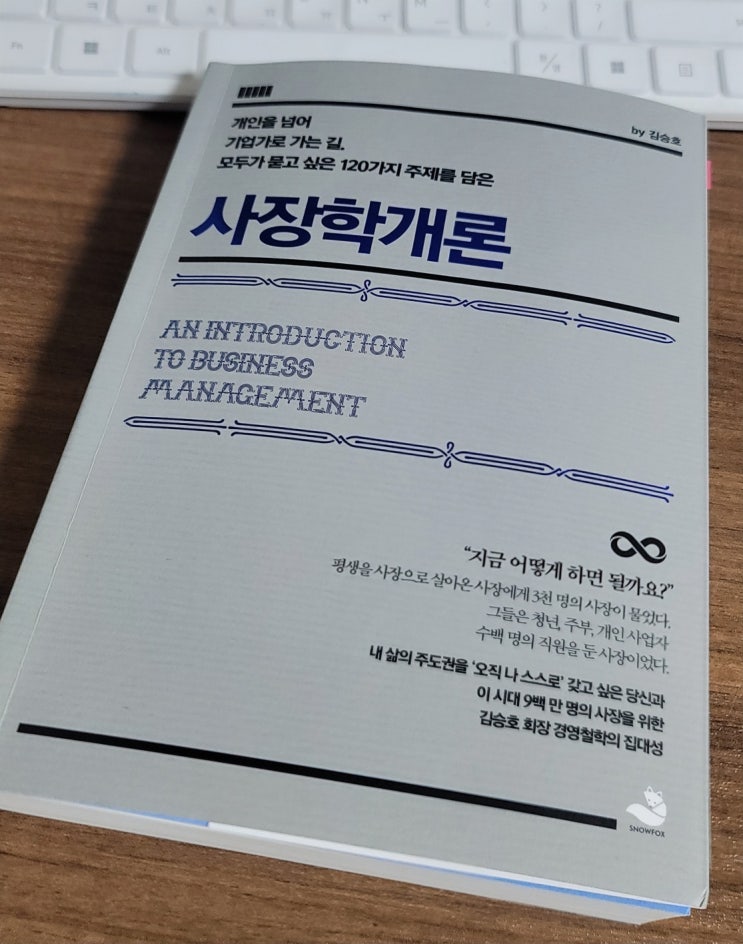 Fn
Alt
한/영
by 김승호
개인을 넘어
기업가로 가는 길.
모두가 묻고 싶은 120가지 주제를 담은
사장학개론
AN INTRODUCTION
TO BUSINESS
MANAGEMENT
“지금 어떻게 하면 될까요?”
평생을 사장으로 살아온 사장에게 3천 명의 사장이 물었다.
그들은 청년, 주부, 개인 사업자
수백 명의 직원을 둔 사장이었다.
내 삶의 주도권을 ‘오직 나 스스로’ 갖고 싶은 당신과
이 시대 9백 만 명의 사장을 위한
김승호 회장 경영철학의 집대성
SNOWFOX